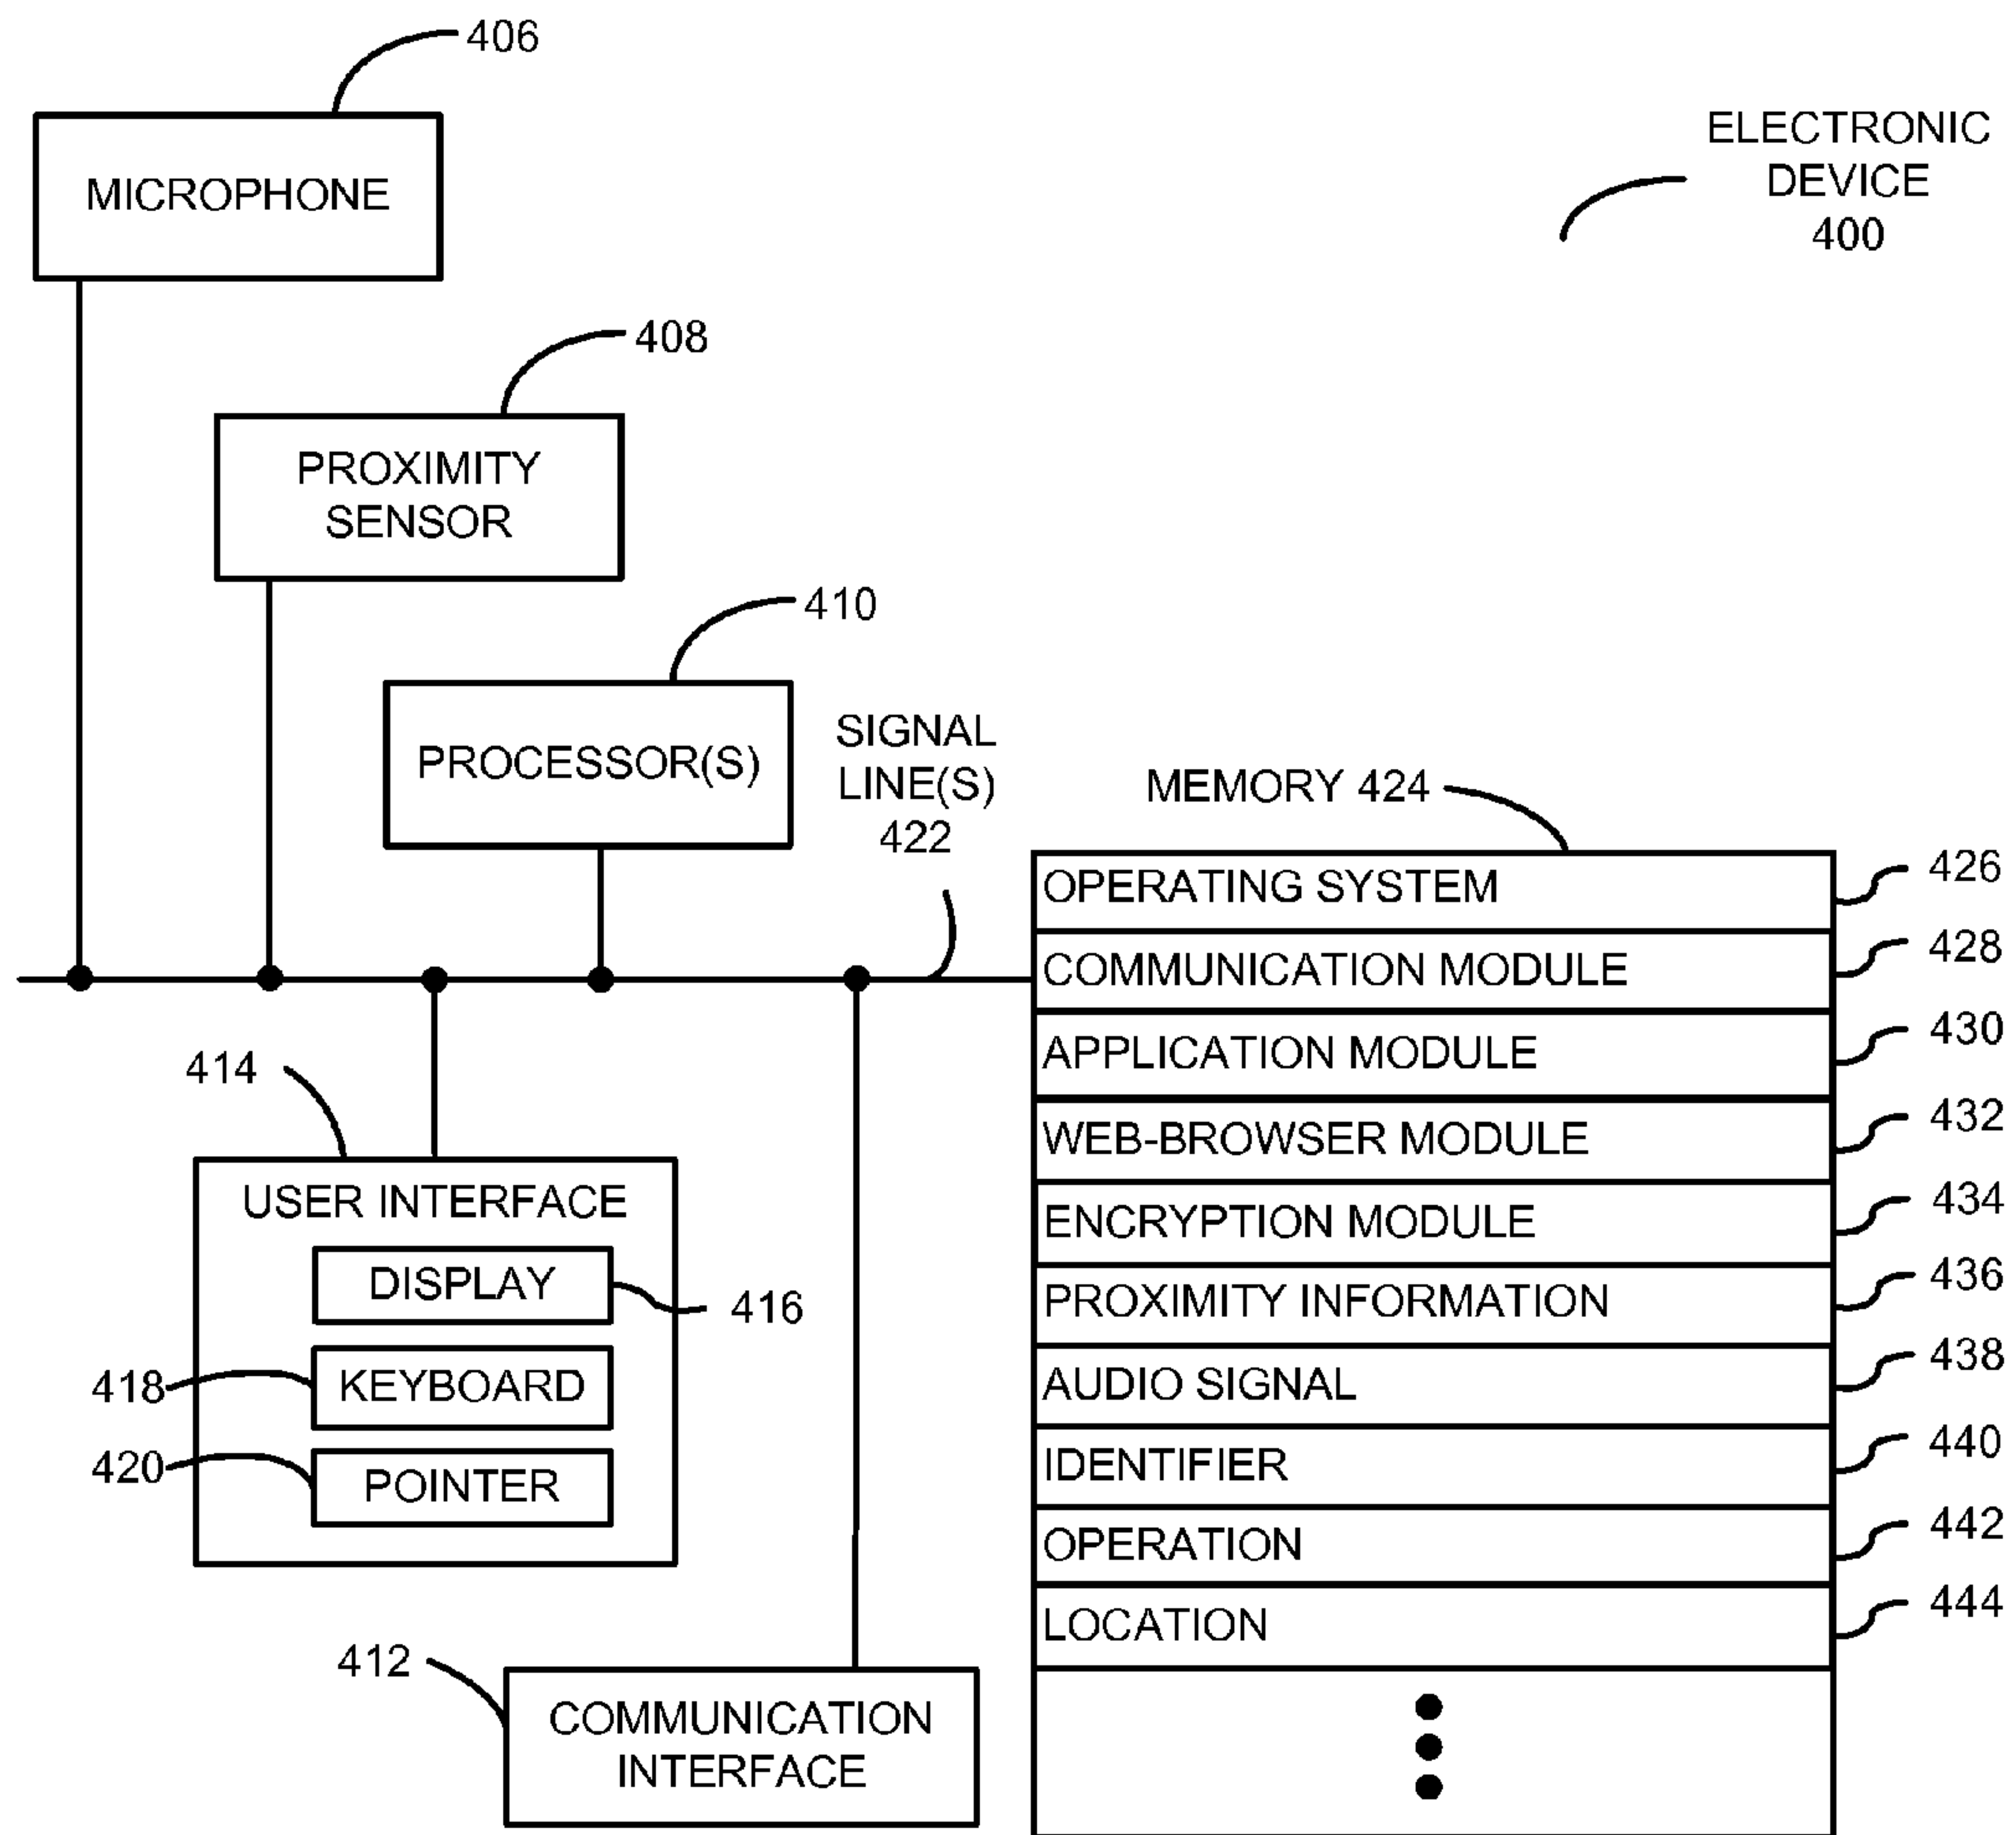 406
MICROPHONE
ELECTRONIC
DEVICE
400
408
PROXIMITY
SENSOR
410
PROCESSOR(S)
SIGNAL
LINE(S)
422
MEMORY 424
OPERATING SYSTEM
426
COMMUNICATION MODULE
428
APPLICATION MODULE
430
WEB-BROWSER MODULE
432
ENCRYPTION MODULE
434
PROXIMITY INFORMATION
436
AUDIO SIGNAL
438
IDENTIFIER
440
OPERATION
442
LOCATION
444
414
USER INTERFACE
DISPLAY
416
418
KEYBOARD
420
POINTER
412
COMMUNICATION
INTERFACE